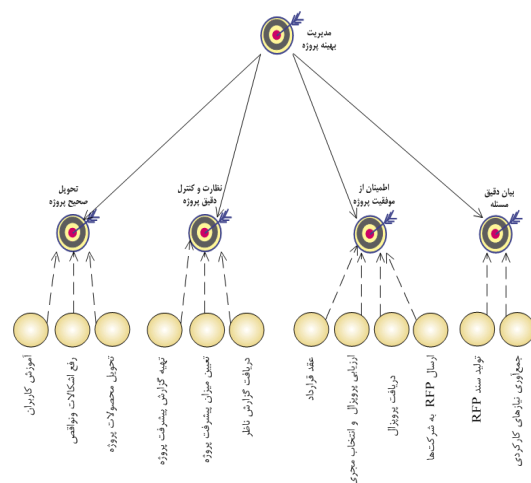 مدیریت
بهینه پروژه
بیان دقیق
مسئله
اطمینان از
موفقیت پروژه
نظارت و کنترل
دقیق پروژه
تحویل
صحیح پروژه
جمع‌آوری نیازهای کارکردی
تولید سند RFP
ارسال RFP به شرکت‌ها
دریافت پروپزال
ارزیابی پروپزال و انتخاب مجری
عقد قرارداد
دریافت گزارش ناظر
تعیین میزان پیشرفت پروژه
تهیه گزارش پیشرفت پروژه
تحویل محصولات پروژه
رفع اشکالات ونواقص
آموزش کاربران